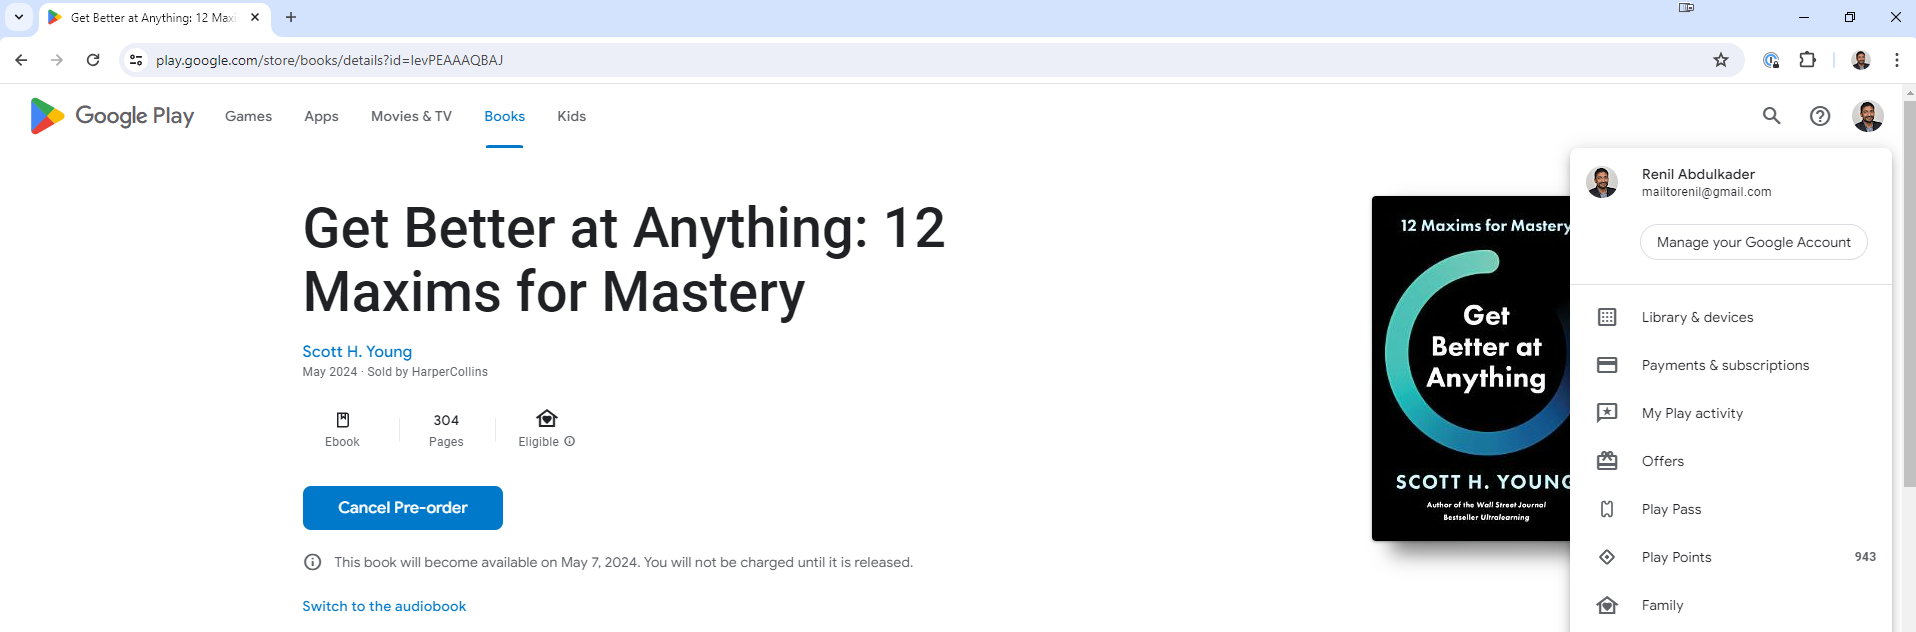 Get Better at Anything: 12 Maxi
play.google.com/store/books/details?id=IevPEAAAQBAJ
Google Play
Games
Apps
Movies & TV
Books
Kids
Get Better at Anything: 12
Maxims for Mastery
Scott H. Young
May 2024 · Sold by HarperCollins
Ebook
304
Pages
Eligible
Cancel Pre-order
This book will become available on May 7, 2024. You will not be charged until it is released.
Switch to the audiobook
12 Maxims for Mastery
Get
Better at
Anything
SCOTT H. YOUNG
Author of the Wall Street Journal
Bestseller Ultralearning
Renil Abdulkader
mailtorenil@gmail.com
Manage your Google Account
Library & devices
Payments & subscriptions
My Play activity
Offers
Play Pass
Play Points
943
Family